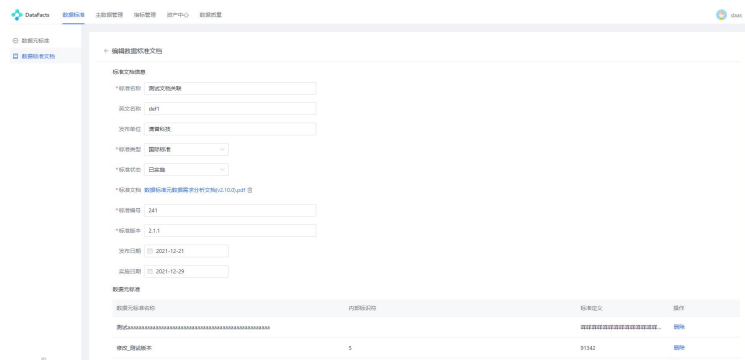 DataFacts 数据标准 主数据管理 指标管理 资产中心 数据质量 daas
数据元标准
数据标准文档
← 编辑数据标准文档
标准文档信息
*标准名称 测试文档关联
英文名称 def1
发布单位 浦管科技
*标准类型 国际标准
*标准状态 已实施
*标准文档 数据标准元数据需求分析文档(v2.10.0).pdf
*标准编号 241
*标准版本 2.1.1
发布日期 2021-12-21
实施日期 2021-12-29
数据元标准
数据元标准名称 内部标识符 标准定义 操作
删除
修改_测试版本 5 91342 删除